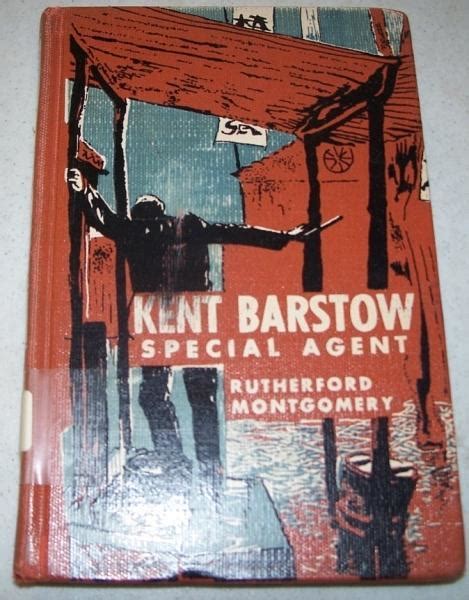 KENT BARSTOW
SPECIAL AGENT
RUTHERFORD
MONTGOMERY